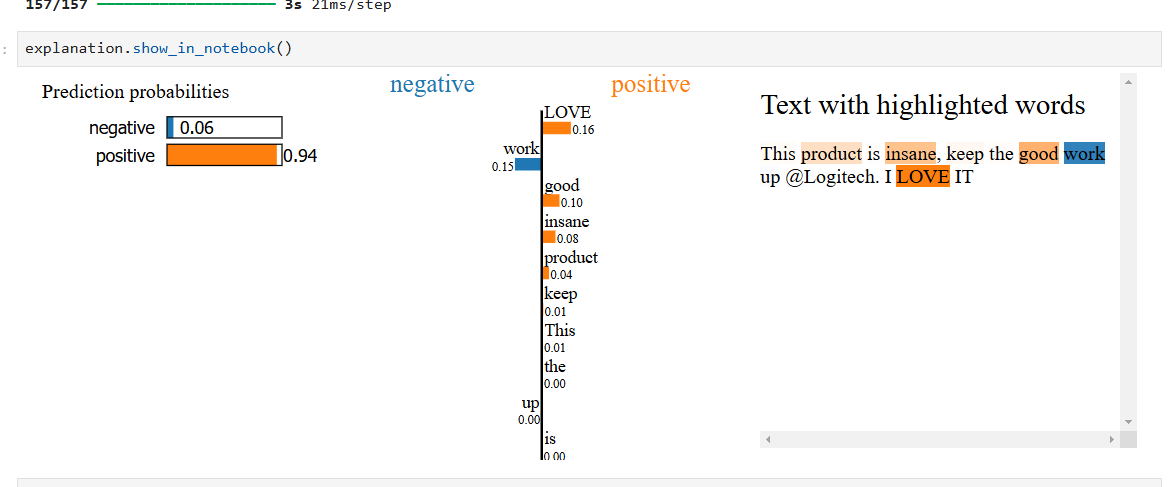 157/157 ━━━━━━━━━━━━━━━━━━━━ 3s 21ms/step
: explanation.show_in_notebook()
Prediction probabilities
negative 0.06
positive 0.94
negative positive
LOVE
0.16
work
0.15
good
0.10
insane
0.08
product
0.04
keep
0.01
This
0.01
the
0.00
up
0.00
is
0.00
Text with highlighted words
This product is insane, keep the good work
up @Logitech. I LOVE IT